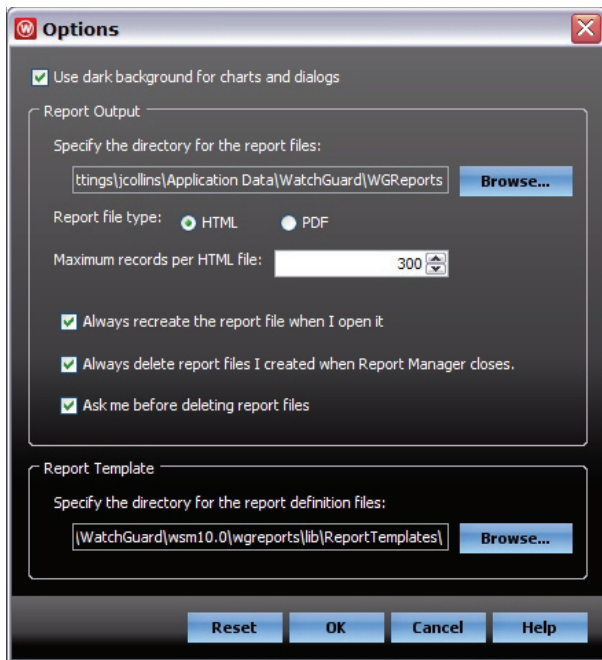 W Options
Use dark background for charts and dialogs
Report Output
Specify the directory for the report files:
ttings\jcollins\Application Data\WatchGuard\WGReports Browse...
Report file type: HTML PDF
Maximum records per HTML file: 300
Always recreate the report file when I open it
Always delete report files I created when Report Manager closes.
Ask me before deleting report files
Report Template
Specify the directory for the report definition files:
\WatchGuard\wsm10.0\wgreports\lib\ReportTemplates\ Browse...
Reset OK Cancel Help